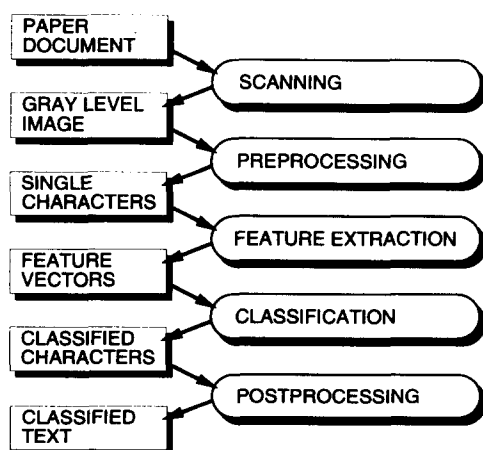 PAPER
DOCUMENT
SCANNING
GRAY LEVEL
IMAGE
PREPROCESSING
SINGLE
CHARACTERS
FEATURE EXTRACTION
FEATURE
VECTORS
CLASSIFICATION
CLASSIFIED
CHARACTERS
POSTPROCESSING
CLASSIFIED
TEXT